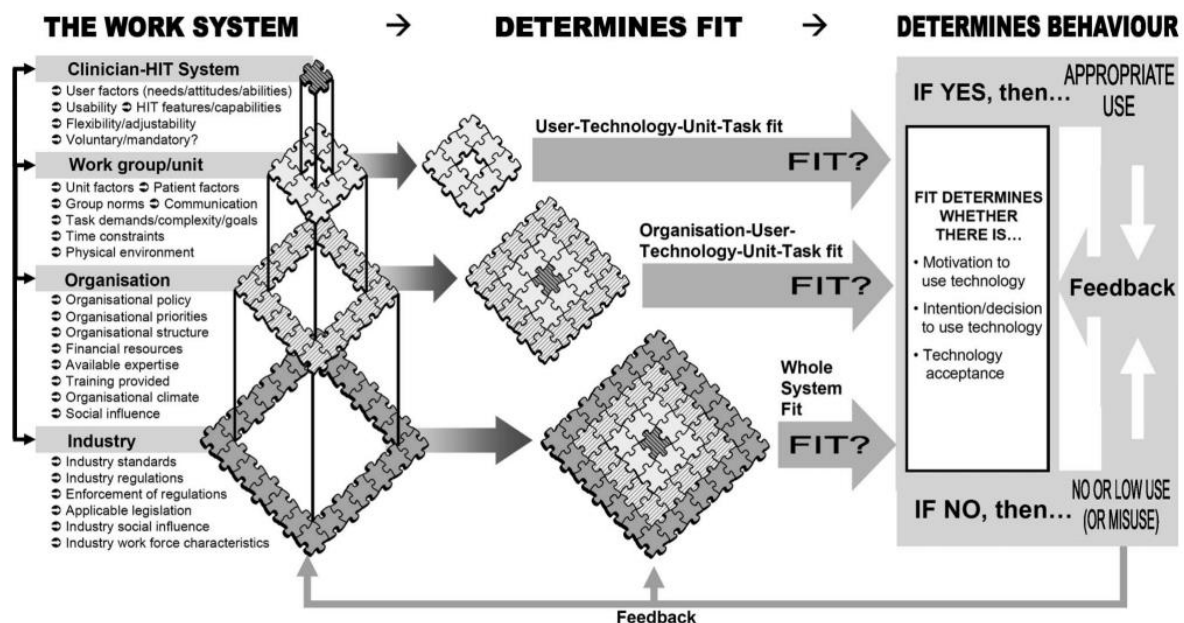 THE WORK SYSTEM → DETERMINES FIT → DETERMINES BEHAVIOUR
Clinician-HIT System
➲ User factors (needs/attitudes/abilities)
➲ Usability ➲ HIT features/capabilities
➲ Flexibility/adjustability
➲ Voluntary/mandatory?
Work group/unit
➲ Unit factors ➲ Patient factors
➲ Group norms ➲ Communication
➲ Task demands/complexity/goals
➲ Time constraints
➲ Physical environment
Organisation
➲ Organisational policy
➲ Organisational priorities
➲ Organisational structure
➲ Financial resources
➲ Available expertise
➲ Training provided
➲ Organisational climate
➲ Social influence
Industry
➲ Industry standards
➲ Industry regulations
➲ Enforcement of regulations
➲ Applicable legislation
➲ Industry social influence
➲ Industry work force characteristics
User-Technology-Unit-Task fit
FIT?
Organisation-User-
Technology-Unit-Task fit
FIT?
Whole
System
Fit
FIT?
IF YES, then...
APPROPRIATE
USE
FIT DETERMINES
WHETHER
THERE IS...
• Motivation to
use technology
• Intention/decision
to use technology
• Technology
acceptance
Feedback
IF NO, then...
NO OR LOW USE
(OR MISUSE)
Feedback